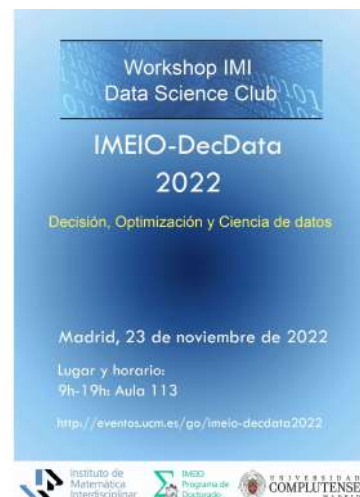 Workshop IMI
Data Science Club
IMEIO-DecData
2022
Decisión, Optimización y Ciencia de datos
Madrid, 23 de noviembre de 2022
Lugar y horario:
9h-19h: Aula 113
http://eventos.ucm.es/go/imeio-decdata2022
Instituto de
Matemática
Interdisciplinar
IMEIO
Programa de
Doctorado
UNIVERSIDAD
COMPLUTENSE